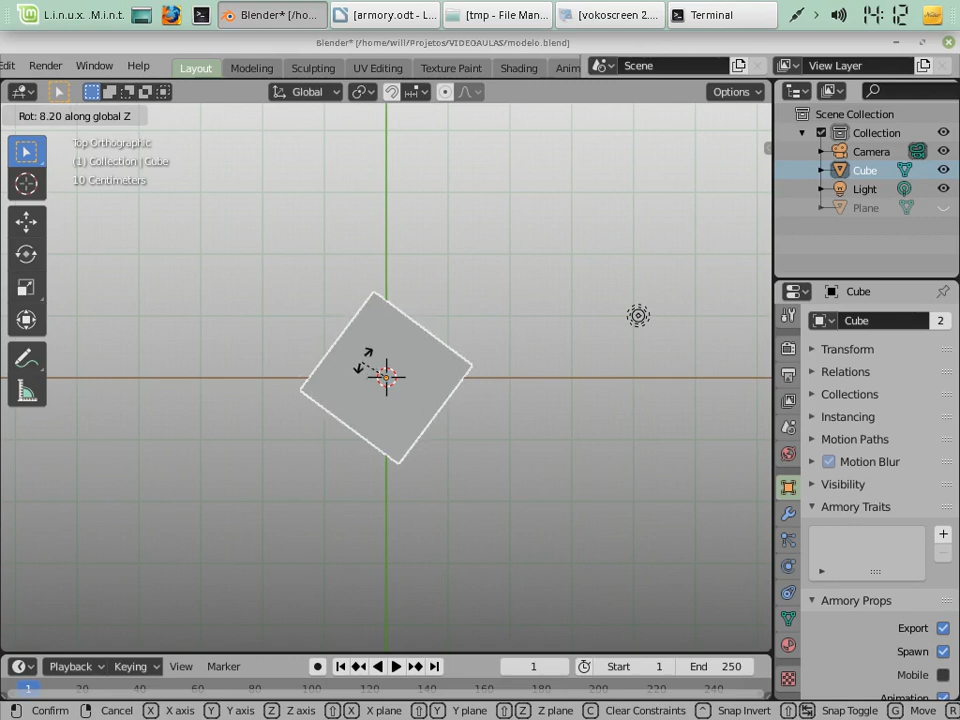 L.i.n.u.x. .M.i.n.t. Blender* [/ho... [armory.odt - L... [tmp - File Man... [vokoscreen 2.... Terminal 14:12
Blender* [/home/will/Projetos/VIDEOAULAS/modelo.blend]
Edit Render Window Help Layout Modeling Sculpting UV Editing Texture Paint Shading Anim Scene View Layer
Global Options
Rot: 8.20 along global Z
Top Orthographic
(1) Collection | Cube
10 Centimeters
Scene Collection
Collection
Camera
Cube
Light
Plane
Cube
Cube 2
Transform
Relations
Collections
Instancing
Motion Paths
Motion Blur
Visibility
Armory Traits
Armory Props
Export
Spawn
Mobile
Animation
Playback Keying View Marker 1 Start 1 End 250
1 20 40 60 80 100 120 140 160 180 200 220 240
Confirm Cancel X X axis Y Y axis Z Z axis X X plane Y Y plane Z Z plane C Clear Constraints Snap Invert Snap Toggle G Move R